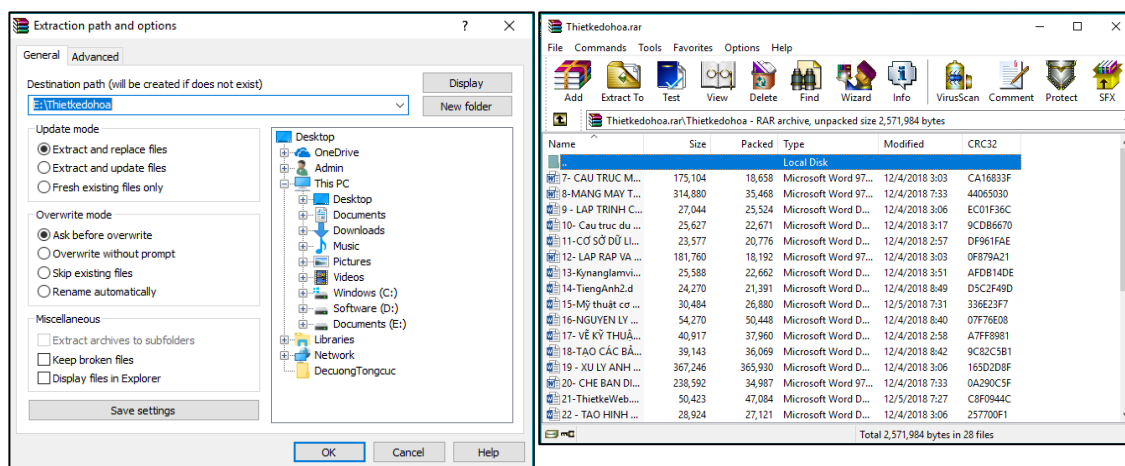 Extraction path and options
General Advanced
Destination path (will be created if does not exist)
Display
E:\Thietkedohoa
New folder
Update mode
Extract and replace files
Extract and update files
Fresh existing files only
Overwrite mode
Ask before overwrite
Overwrite without prompt
Skip existing files
Rename automatically
Miscellaneous
Extract archives to subfolders
Keep broken files
Display files in Explorer
Save settings
Desktop
OneDrive
Admin
This PC
Desktop
Documents
Downloads
Music
Pictures
Videos
Windows (C:)
Software (D:)
Documents (E:)
Libraries
Network
DecuongTongcuc
OK Cancel Help
Thietkedohoa.rar
File Commands Tools Favorites Options Help
Add Extract To Test View Delete Find Wizard Info VirusScan Comment Protect SFX
Thietkedohoa.rar\Thietkedohoa - RAR archive, unpacked size 2,571,984 bytes
Name Size Packed Type Modified CRC32
.. Local Disk
7- CAU TRUC M... 175,104 18,658 Microsoft Word 97... 12/4/2018 3:03 CA16833F
8-MANG MAY T... 314,880 35,468 Microsoft Word 97... 12/4/2018 7:33 44065030
9 - LAP TRINH C... 27,044 25,524 Microsoft Word D... 12/4/2018 3:06 EC01F36C
10- Cau truc du ... 25,627 22,671 Microsoft Word D... 12/4/2018 3:17 9CDB6670
11-CƠ SỞ DỮ LI... 23,577 20,776 Microsoft Word D... 12/4/2018 2:57 DF961FAE
12- LAP RAP VA ... 181,760 18,192 Microsoft Word 97... 12/4/2018 3:03 0F879A21
13-Kynanglamvi... 25,588 22,662 Microsoft Word D... 12/4/2018 3:51 AFDB14DE
14-TiengAnh2.d 24,270 21,391 Microsoft Word D... 12/4/2018 8:49 D5C2F49D
15-Mỹ thuật cơ ... 30,484 26,880 Microsoft Word D... 12/5/2018 7:31 336E23F7
16-NGUYEN LY ... 54,270 50,448 Microsoft Word D... 12/4/2018 8:40 07F76E08
17- VẼ KỸ THUẬ... 40,917 37,960 Microsoft Word D... 12/4/2018 2:58 A7FF8981
18-TẠO CÁC BẢ... 39,143 36,069 Microsoft Word D... 12/4/2018 8:42 9C82C5B1
19 - XU LY ANH ... 367,246 365,930 Microsoft Word D... 12/4/2018 3:06 165D2D8F
20- CHE BAN DI... 238,592 34,987 Microsoft Word 97... 12/4/2018 7:33 0A290C5F
21-ThietkeWeb.... 50,423 47,084 Microsoft Word D... 12/5/2018 7:27 C8F0944C
22 - TAO HINH ... 28,924 27,121 Microsoft Word D... 12/4/2018 3:06 257700F1
Total 2,571,984 bytes in 28 files